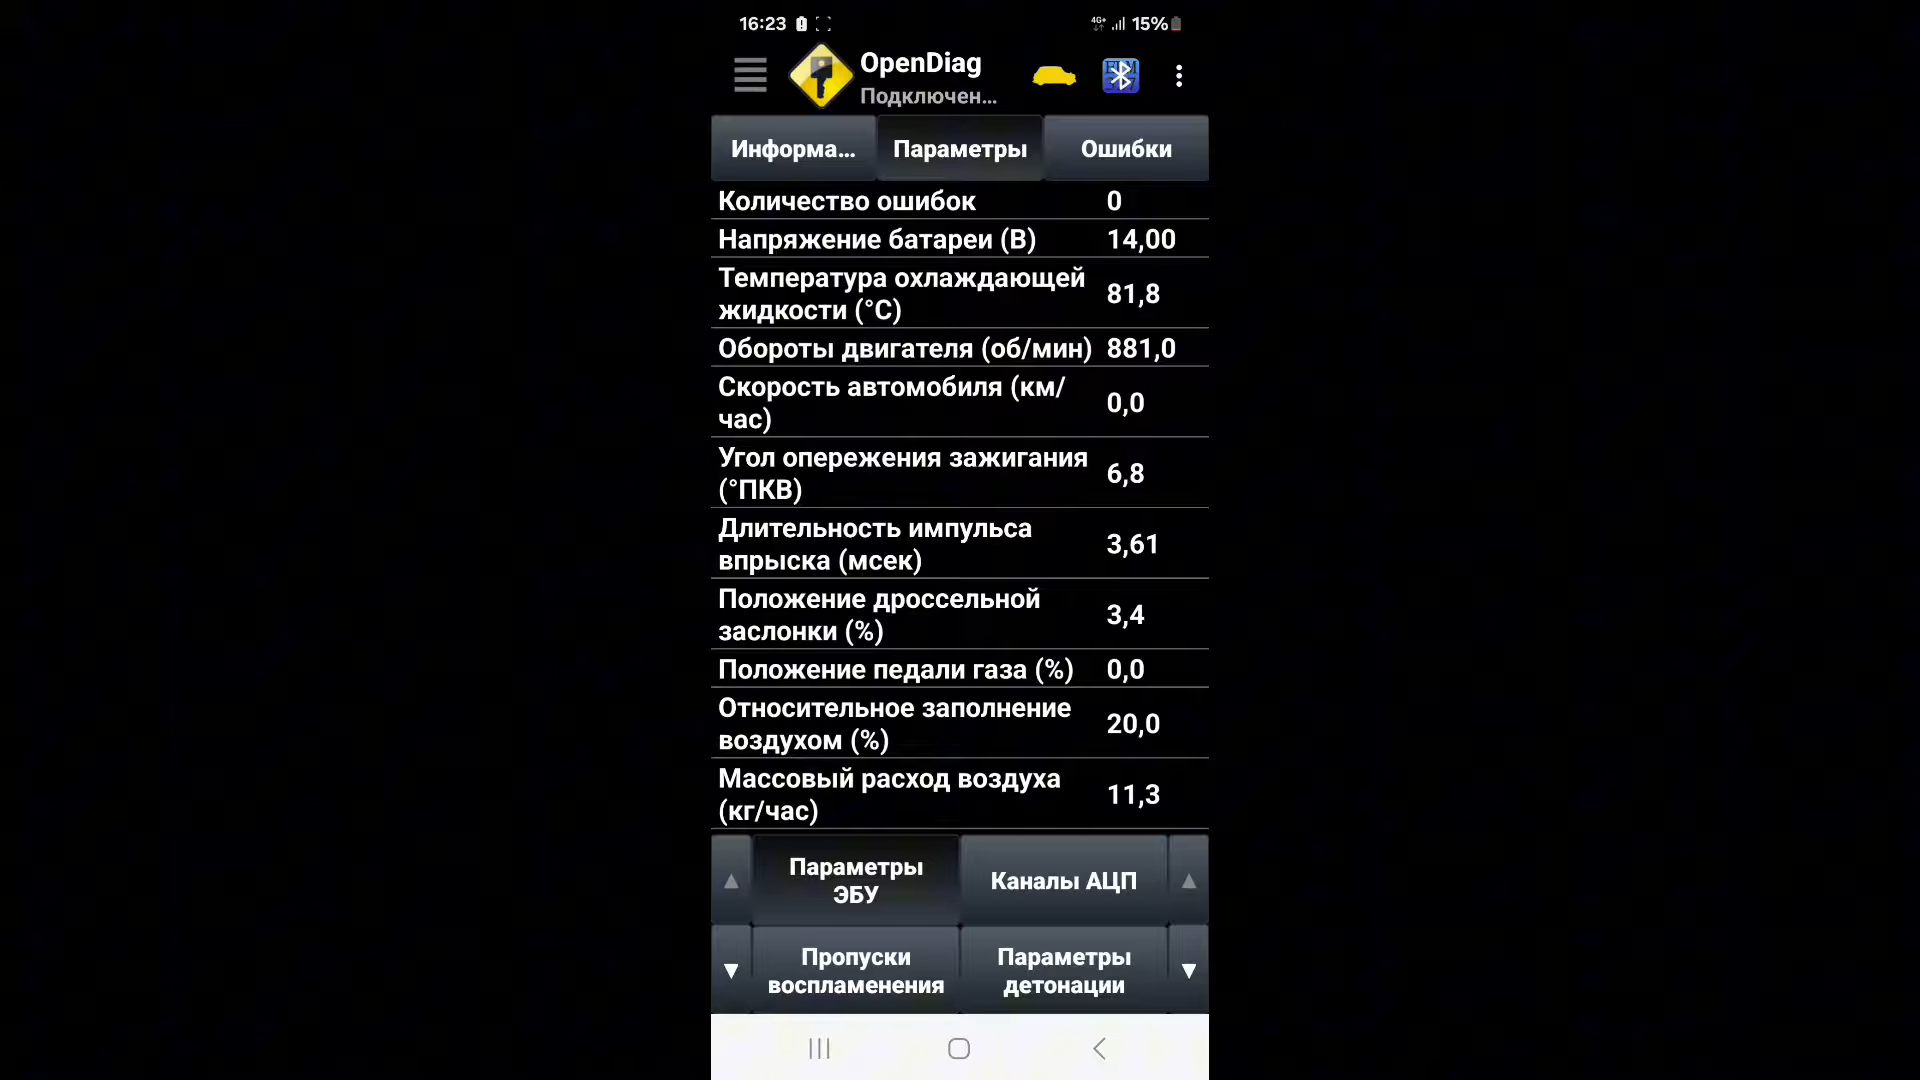 16:23
4G+ 15%
OpenDiag
Подключен...
Информа...
Параметры
Ошибки
Количество ошибок 0
Напряжение батареи (В) 14,00
Температура охлаждающей
жидкости (°C) 81,8
Обороты двигателя (об/мин) 881,0
Скорость автомобиля (км/
час) 0,0
Угол опережения зажигания
(°ПКВ) 6,8
Длительность импульса
впрыска (мсек) 3,61
Положение дроссельной
заслонки (%) 3,4
Положение педали газа (%) 0,0
Относительное заполнение
воздухом (%) 20,0
Массовый расход воздуха
(кг/час) 11,3
Параметры
ЭБУ
Каналы АЦП
Пропуски
воспламенения
Параметры
детонации